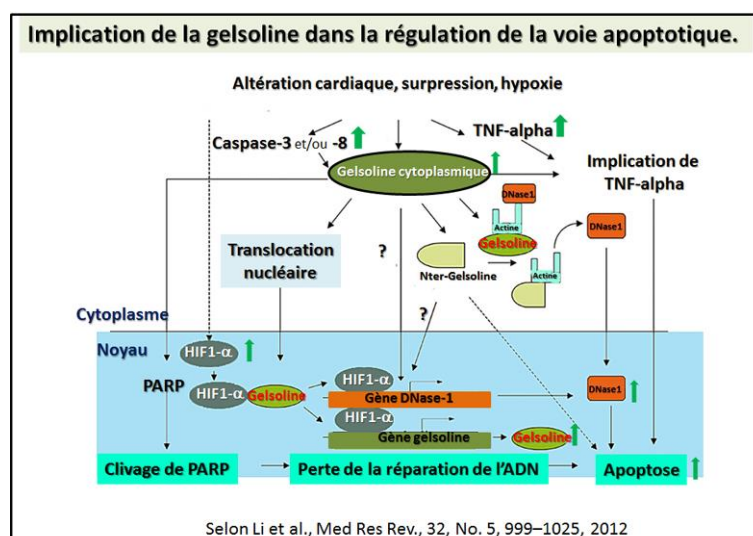 Implication de la gelsoline dans la régulation de la voie apoptotique.
Altération cardiaque, surpression, hypoxie
Caspase-3 et/ou -8
TNF-alpha
Gelsoline cytoplasmique
Implication de
TNF-alpha
DNase1
Actine
Gelsoline
DNase1
Translocation
nucléaire
?
Nter-Gelsoline
Actine
?
Cytoplasme
Noyau
HIF1-α
PARP
HIF1-α
Gelsoline
HIF1-α
Gène DNase-1
DNase1
HIF1-α
Gène gelsoline
Gelsoline
Clivage de PARP
Perte de la réparation de l’ADN
Apoptose
Selon Li et al., Med Res Rev., 32, No. 5, 999–1025, 2012